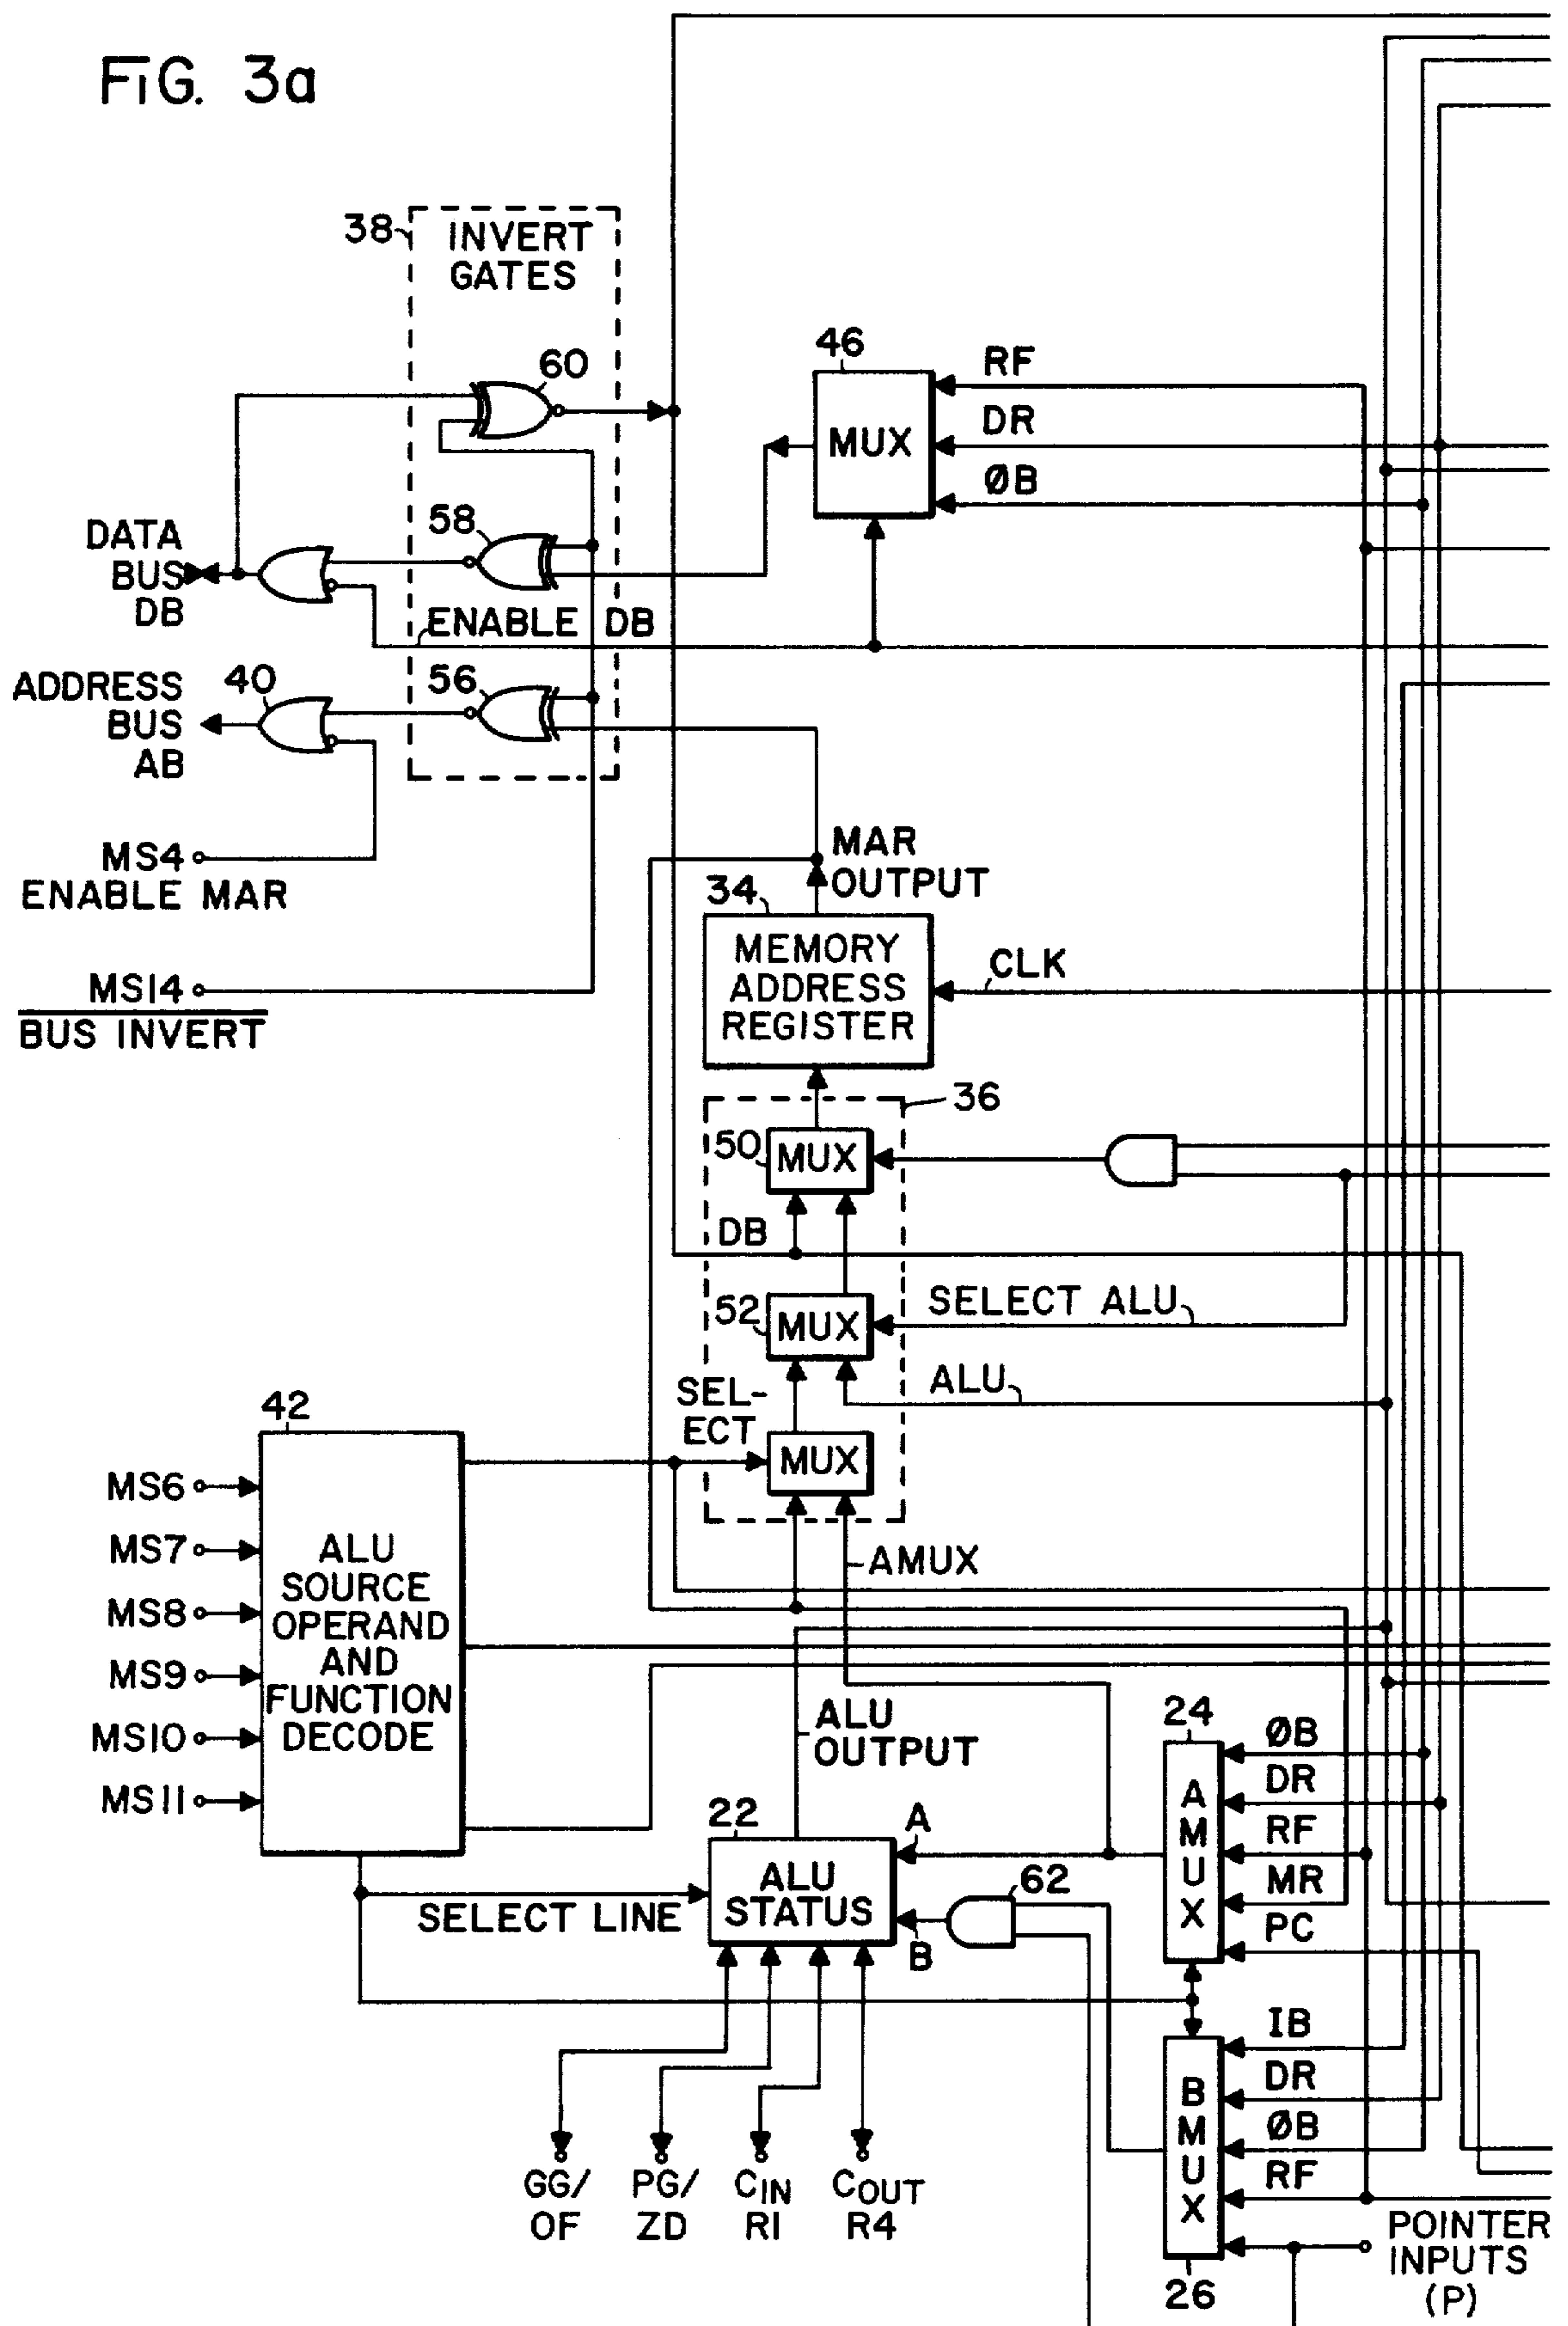 FIG. 3a
38
INVERT
GATES
60
46
RF
DR
ØB
MUX
58
DATA
BUS
DB
ENABLE DB
56
40
ADDRESS
BUS
AB
MS4
ENABLE MAR
MAR
OUTPUT
34
MEMORY
ADDRESS
REGISTER
CLK
MS14
BUS INVERT
36
50
MUX
DB
52
MUX
SELECT ALU
ALU
SEL-
ECT
MUX
42
MS6
MS7
MS8
MS9
MS10
MS11
ALU
SOURCE
OPERAND
AND
FUNCTION
DECODE
AMUX
ALU
OUTPUT
24
ØB
DR
RF
MR
PC
A
M
U
X
22
ALU
STATUS
A
B
62
SELECT LINE
IB
DR
ØB
RF
B
M
U
X
26
GG/
OF
PG/
ZD
CIN
R1
COUT
R4
POINTER
INPUTS
(P)